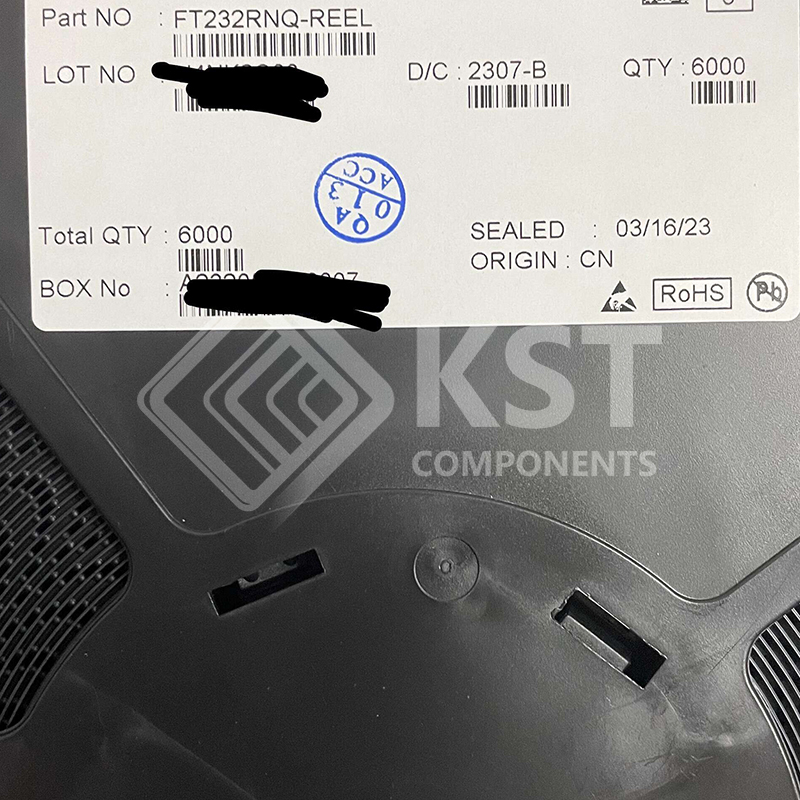 Part NO : FT232RNQ-REEL
LOT NO :
D/C : 2307-B
QTY : 6000
QA 013 ACC
Total QTY : 6000
SEALED : 03/16/23
ORIGIN : CN
BOX No :
RoHS
Pb
KST
COMPONENTS